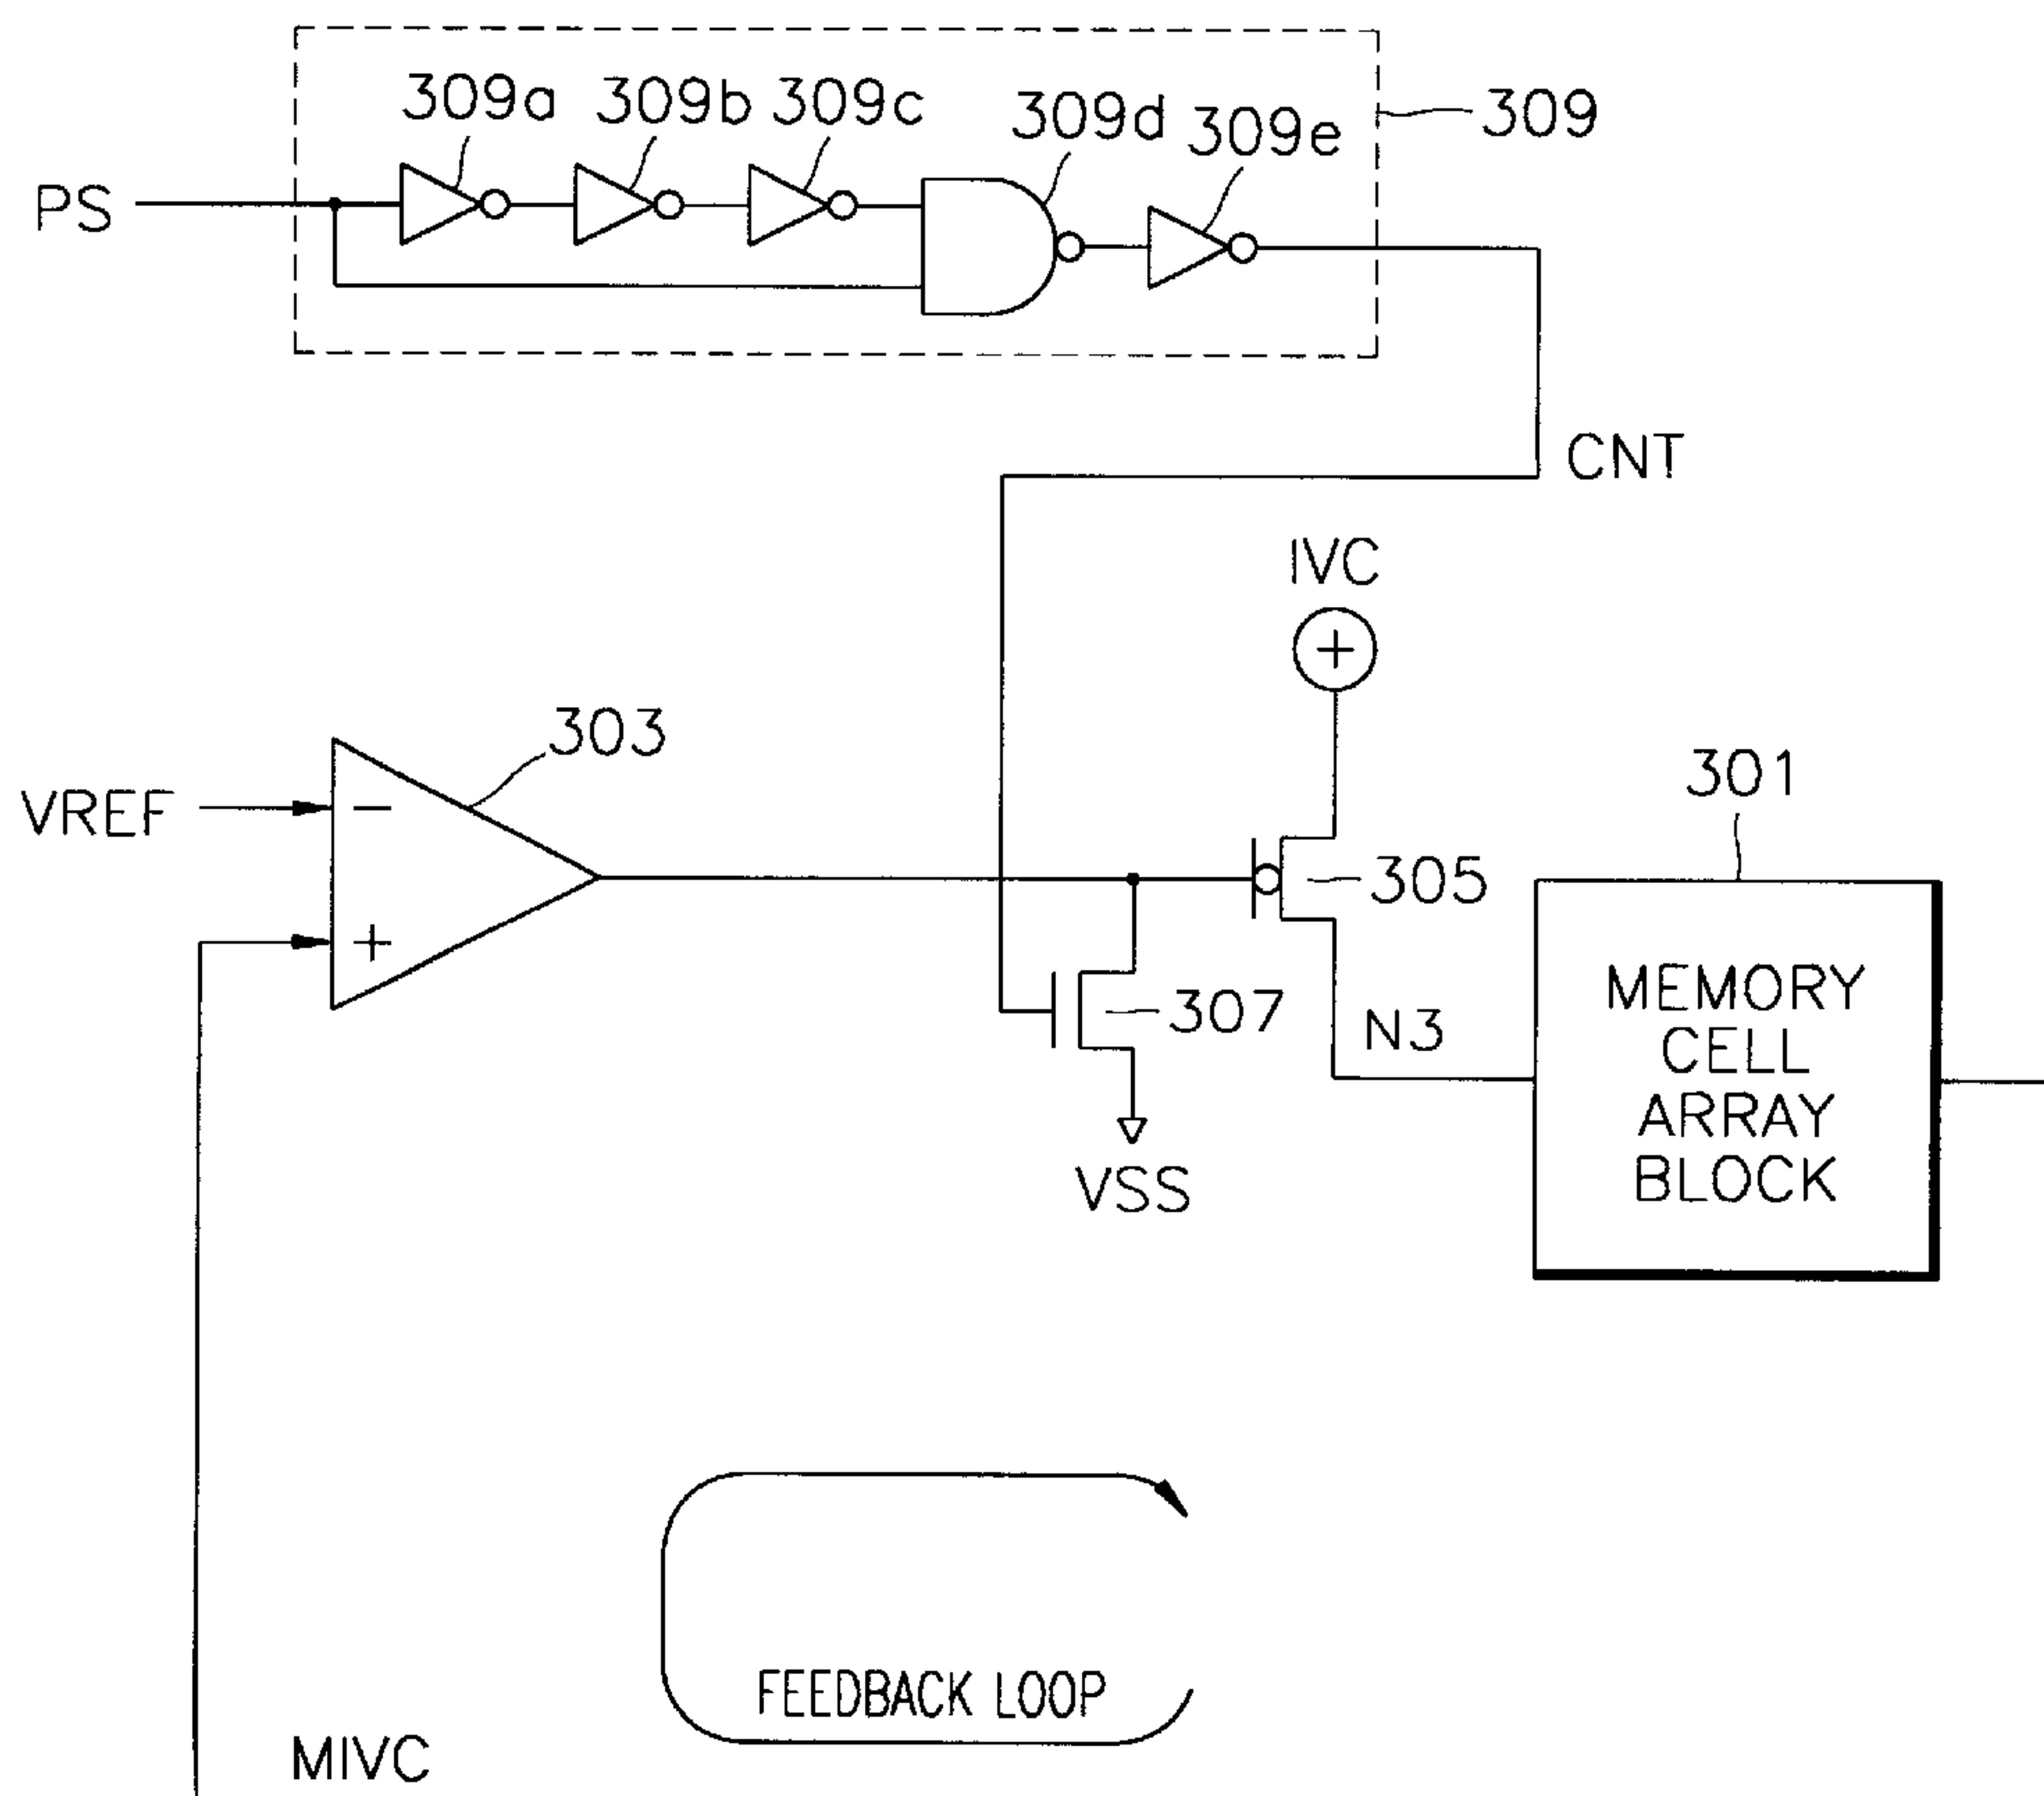 309a 309b 309c 309d 309e 309
PS
CNT
IVC
303
VREF
−
+
+
301
305
307
N3
MEMORY
CELL
ARRAY
BLOCK
VSS
FEEDBACK LOOP
MIVC